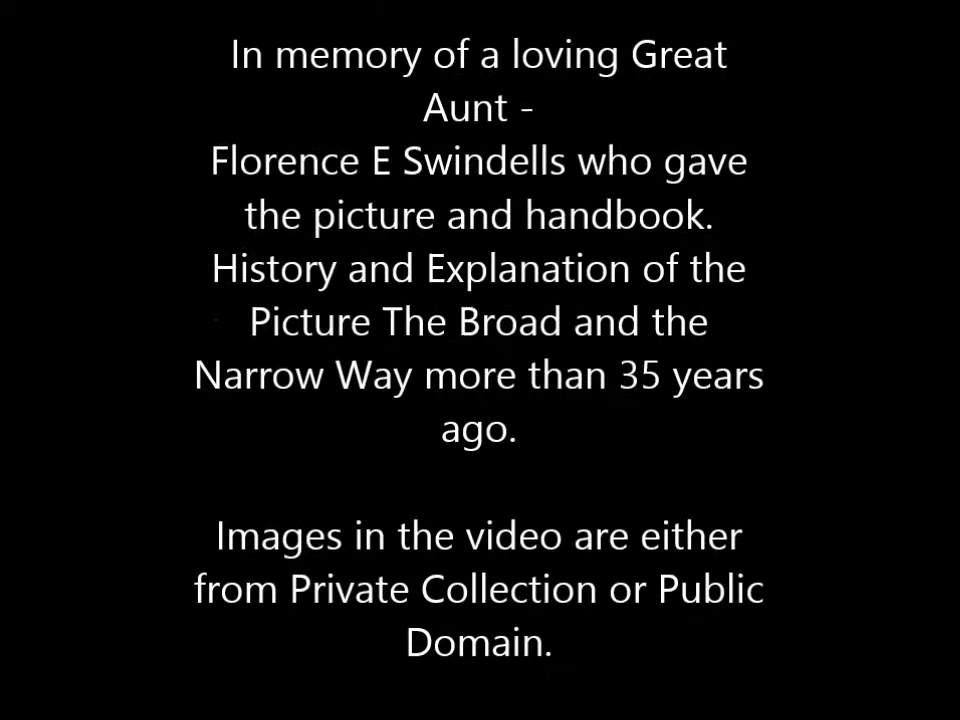 In memory of a loving Great
Aunt -
Florence E Swindells who gave
the picture and handbook.
History and Explanation of the
Picture The Broad and the
Narrow Way more than 35 years
ago.
Images in the video are either
from Private Collection or Public
Domain.